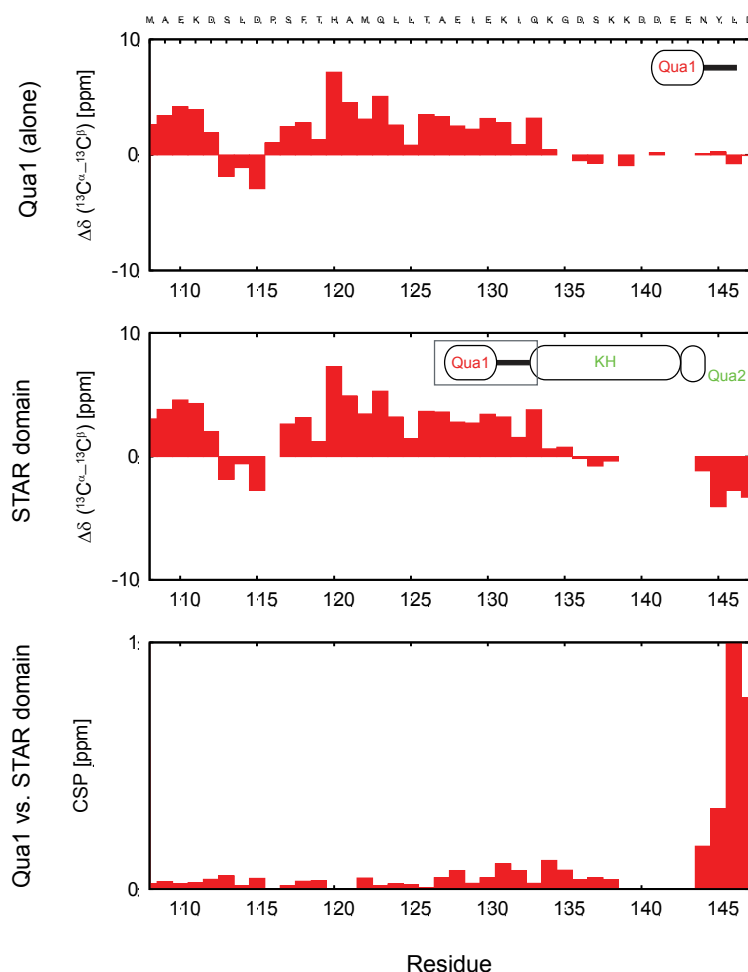 M A E K D S L D P S F T H A M Q L L T A E I E K I Q K G D S K K D D E E N Y L
10
Qua1
Qua1 (alone)
Δδ (¹³Cᵅ–¹³Cᵝ) [ppm]
0
-10
110 115 120 125 130 135 140 145
10
Qua1 KH Qua2
STAR domain
Δδ (¹³Cᵅ–¹³Cᵝ) [ppm]
0
-10
110 115 120 125 130 135 140 145
1
Qua1 vs. STAR domain
CSP [ppm]
0
110 115 120 125 130 135 140 145
Residue